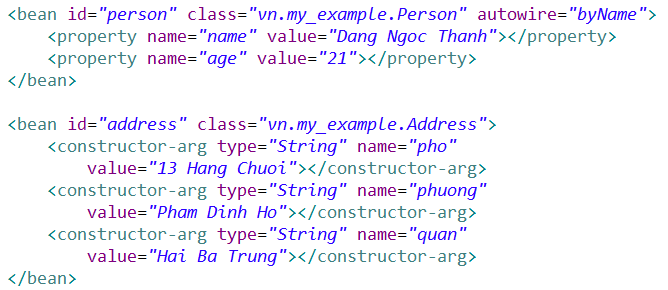 <bean id="person" class="vn.my_example.Person" autowire="byName">
    <property name="name" value="Dang Ngoc Thanh"></property>
    <property name="age" value="21"></property>
</bean>

<bean id="address" class="vn.my_example.Address">
    <constructor-arg type="String" name="pho"
        value="13 Hang Chuoi"></constructor-arg>
    <constructor-arg type="String" name="phuong"
        value="Pham Dinh Ho"></constructor-arg>
    <constructor-arg type="String" name="quan"
        value="Hai Ba Trung"></constructor-arg>
</bean>